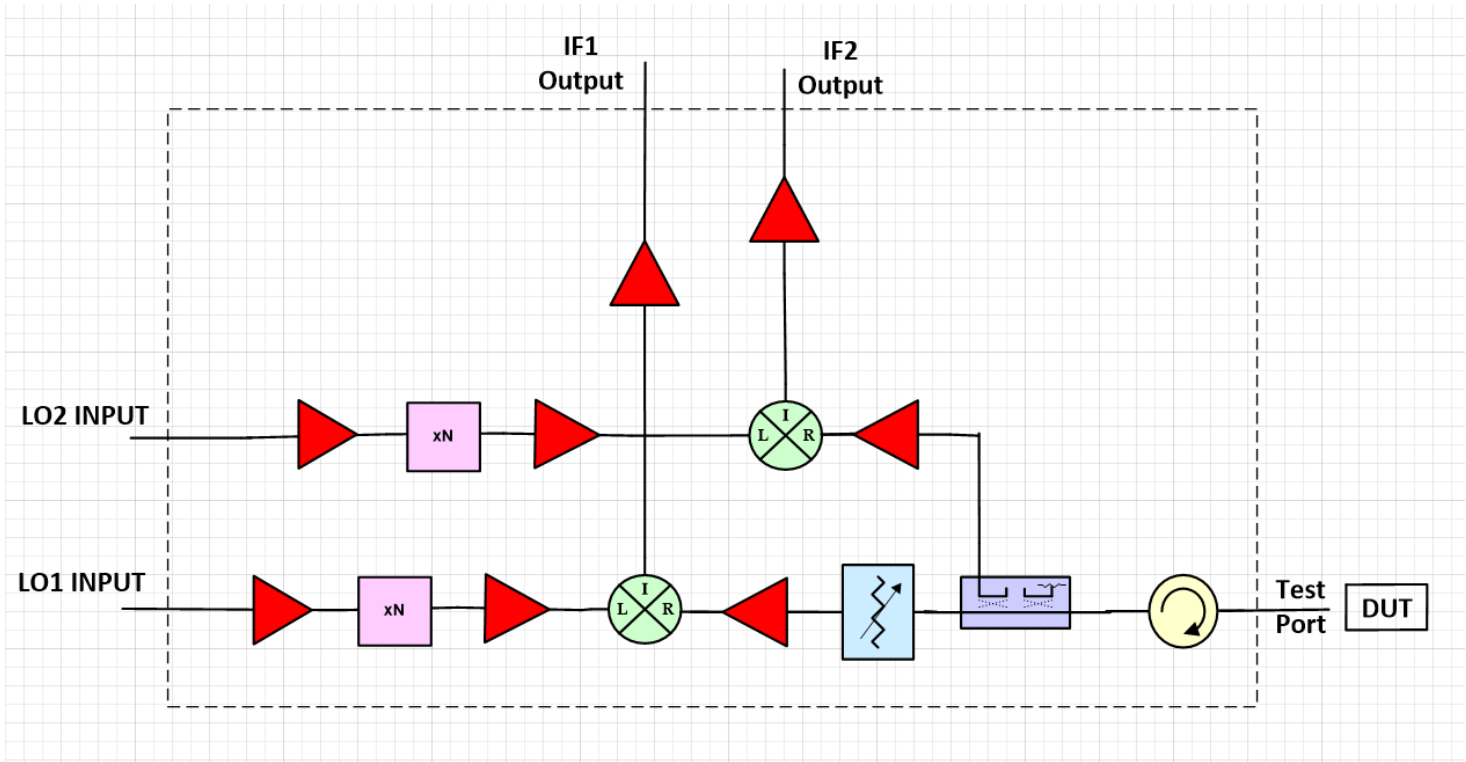 IF1
Output
IF2
Output
I
LO2 INPUT
xN
L
R
LO1 INPUT
xN
I
L
R
Test
Port
DUT